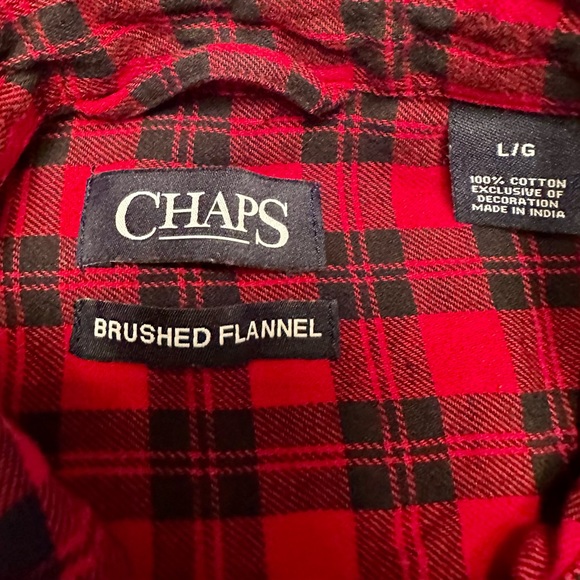 CHAPS
BRUSHED FLANNEL
L/G
100% COTTON
EXCLUSIVE OF
DECORATION
MADE IN INDIA